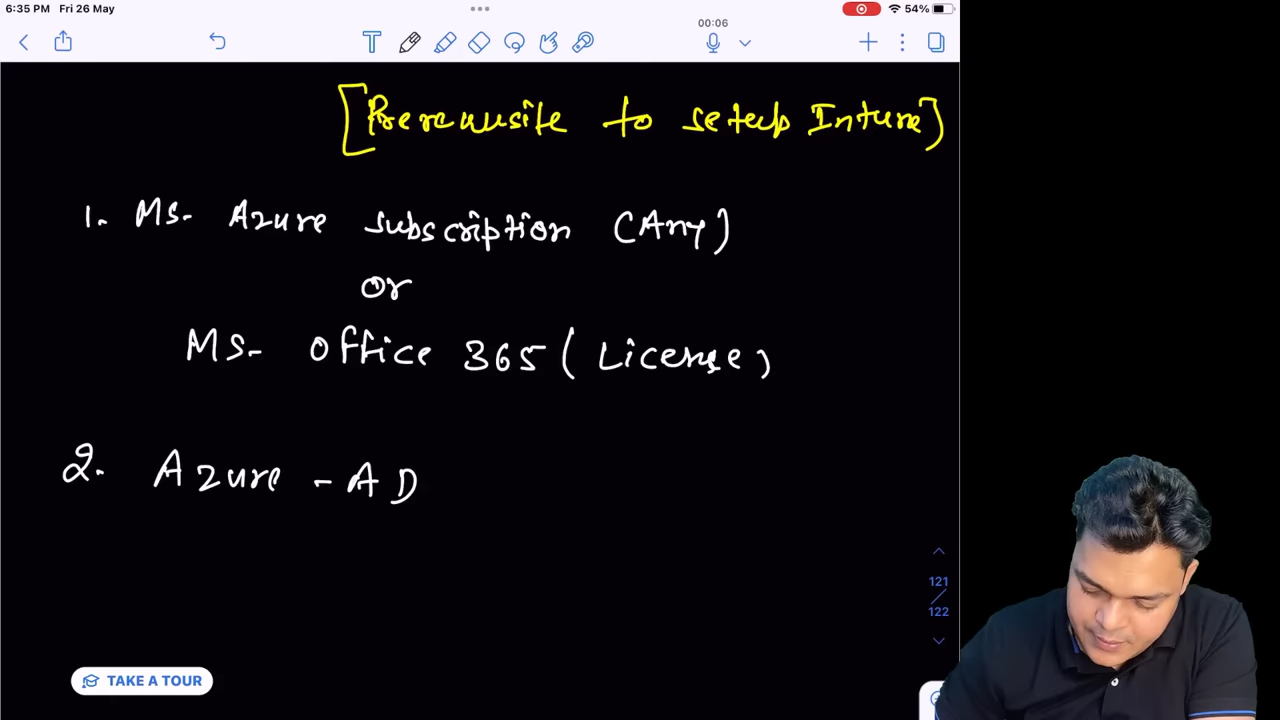 6:35 PM Fri 26 May
54%
00:06
T
[Prerequsite to setup Intune]
1. MS. Azure subscription (Any)
or
MS. Office 365 (License)
2. Azure - AD
121
122
TAKE A TOUR